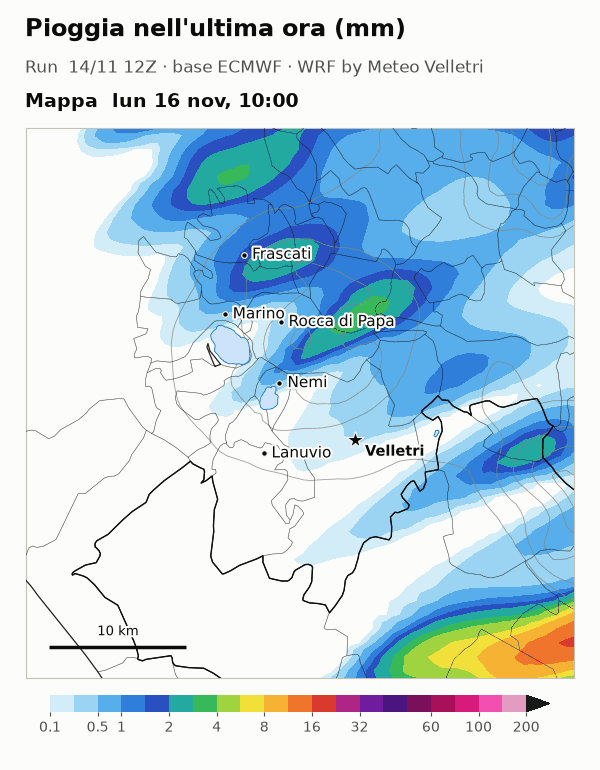 Pioggia nell'ultima ora (mm)
Run  14/11 12Z · base ECMWF · WRF by Meteo Velletri
Mappa  lun 16 nov, 10:00
Frascati
Marino
Rocca di Papa
Nemi
Velletri
Lanuvio
10 km
0.1 0.5 1 2 4 8 16 32 60 100 200